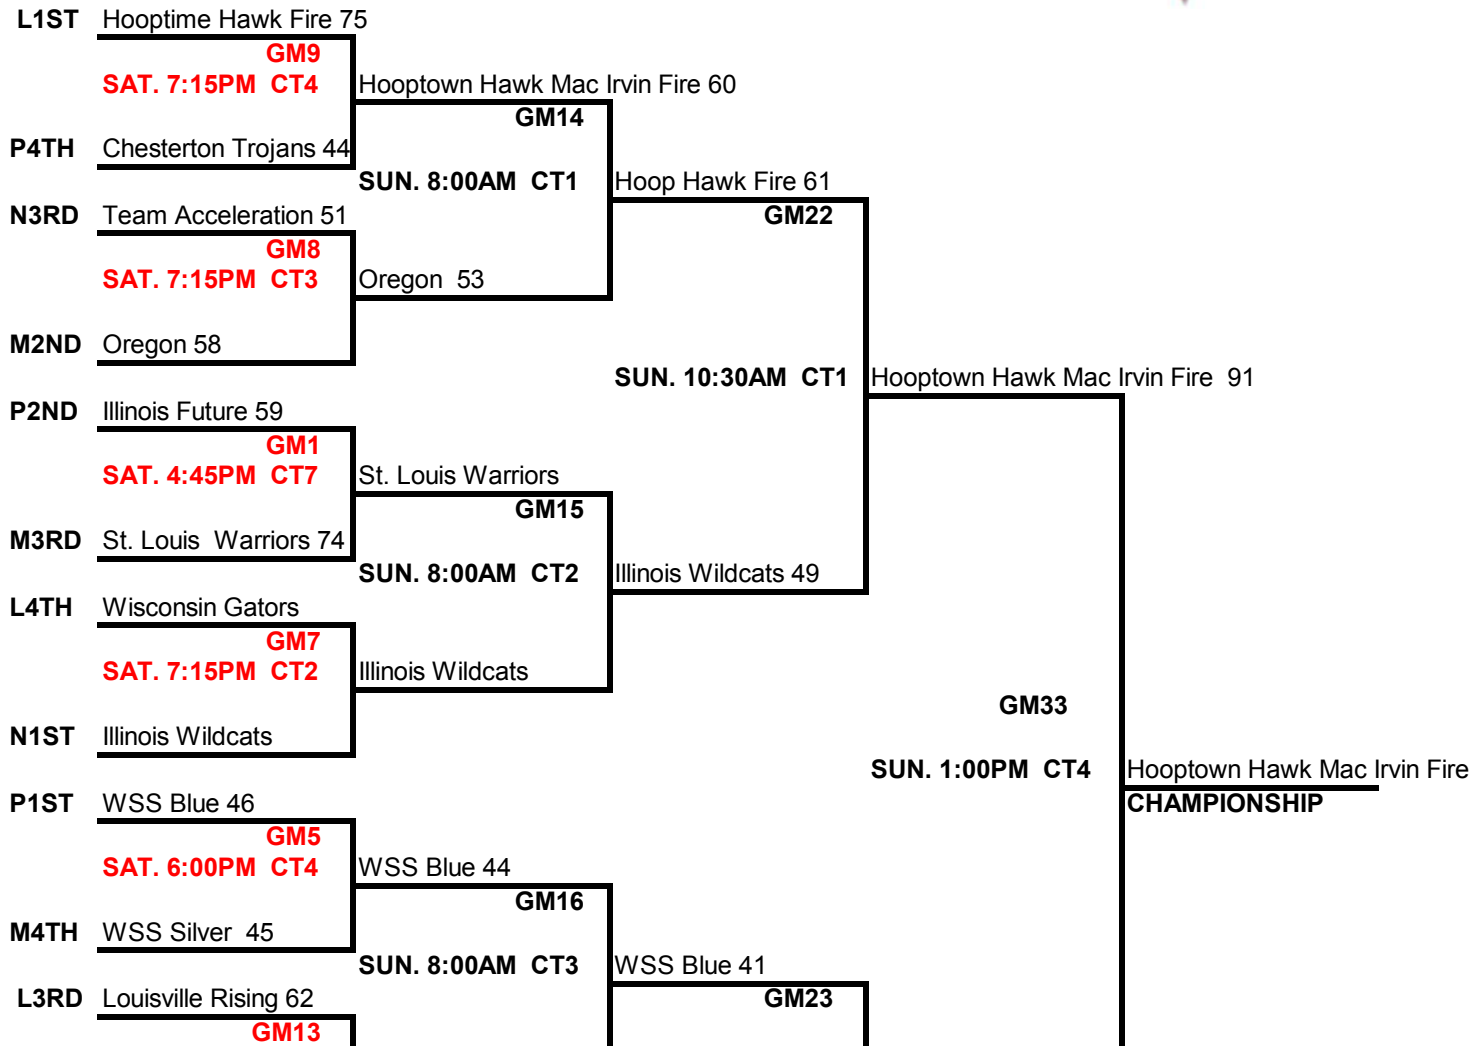 L1ST Hooptime Hawk Fire 75
GM9
SAT. 7:15PM CT4 Hooptown Hawk Mac Irvin Fire 60
GM14
P4TH Chesterton Trojans 44
SUN. 8:00AM CT1 Hoop Hawk Fire 61
N3RD Team Acceleration 51 GM22
GM8
SAT. 7:15PM CT3 Oregon 53
M2ND Oregon 58
SUN. 10:30AM CT1 Hooptown Hawk Mac Irvin Fire 91
P2ND Illinois Future 59
GM1
SAT. 4:45PM CT7 St. Louis Warriors
GM15
M3RD St. Louis Warriors 74
SUN. 8:00AM CT2 Illinois Wildcats 49
L4TH Wisconsin Gators
GM7
SAT. 7:15PM CT2 Illinois Wildcats
GM33
N1ST Illinois Wildcats
SUN. 1:00PM CT4 Hooptown Hawk Mac Irvin Fire
P1ST WSS Blue 46 CHAMPIONSHIP
GM5
SAT. 6:00PM CT4 WSS Blue 44
GM16
M4TH WSS Silver 45
SUN. 8:00AM CT3 WSS Blue 41
L3RD Louisville Rising 62 GM23
GM13